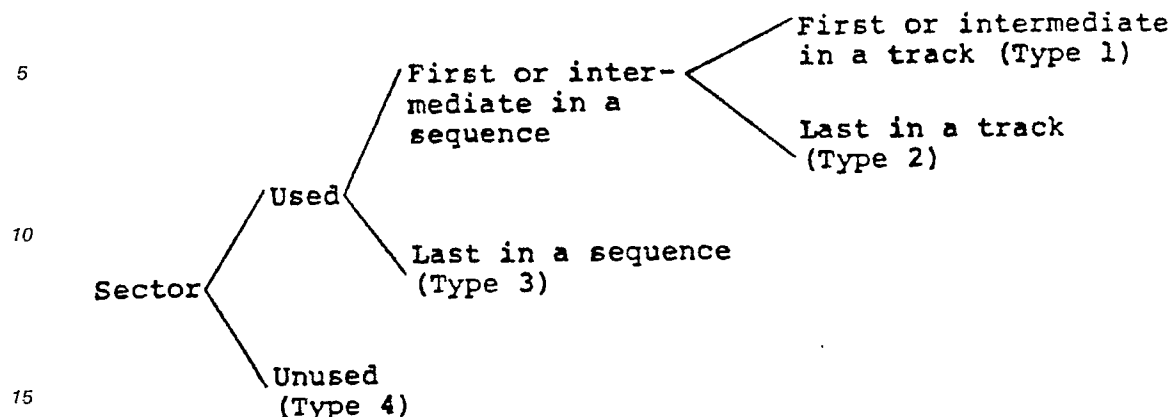 First or intermediate
in a track (Type 1)
5
First or inter-
mediate in a
sequence
Last in a track
(Type 2)
Used
10
Last in a sequence
(Type 3)
Sector
Unused
(Type 4)
15